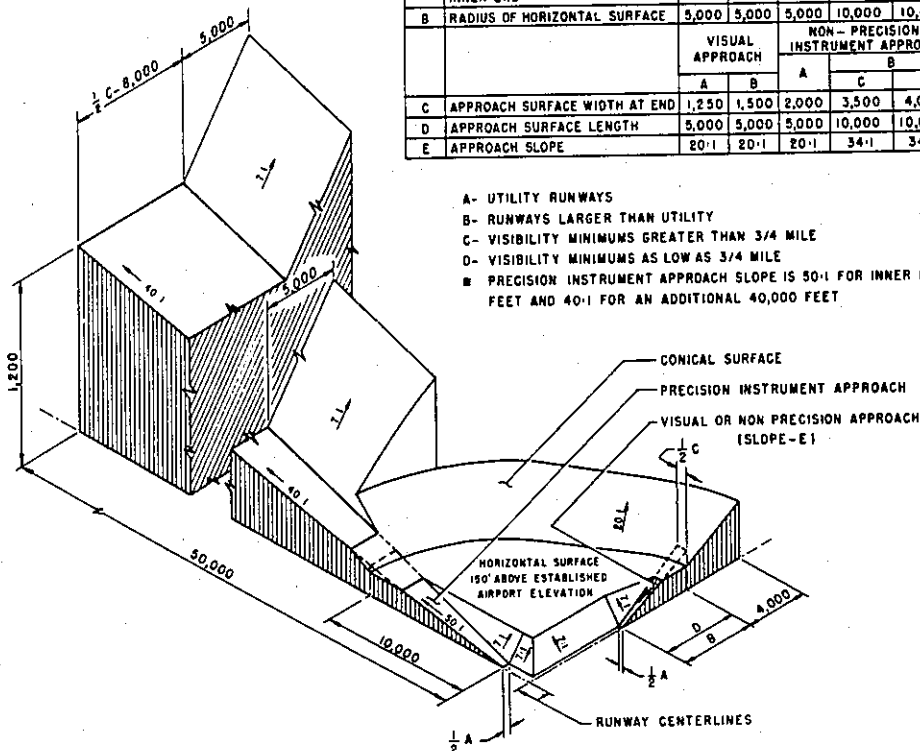 B RADIUS OF HORIZONTAL SURFACE 5,000 5,000 5,000 10,000
VISUAL APPROACH
NON-PRECISION
INSTRUMENT
A B A B
C
C APPROACH SURFACE WIDTH AT END 1,250 1,500 2,000 3,500
D APPROACH SURFACE LENGTH 5,000 5,000 5,000 10,000
E APPROACH SLOPE 20:1 20:1 20:1 34:1
A- UTILITY RUNWAYS
B- RUNWAYS LARGER THAN UTILITY
C- VISIBILITY MINIMUMS GREATER THAN 3/4 MILE
D- VISIBILITY MINIMUMS AS LOW AS 3/4 MILE
PRECISION INSTRUMENT APPROACH SLOPE IS 50:1 FOR INNER
FEET AND 40:1 FOR AN ADDITIONAL 40,000 FEET
5,000
1/2 C-8,000
7:1
40:1
5,000
1,200
7:1
CONICAL SURFACE
PRECISION INSTRUMENT APPROACH
VISUAL OR NON PRECISION APPROACH
(SLOPE-E)
1/2 C
40:1
20:1
50,000
HORIZONTAL SURFACE
150' ABOVE ESTABLISHED
AIRPORT ELEVATION
50:1
7:1
7:1
7:1
7:1
10,000
D
B
4,000
1/2 A
RUNWAY CENTERLINES
1/2 A